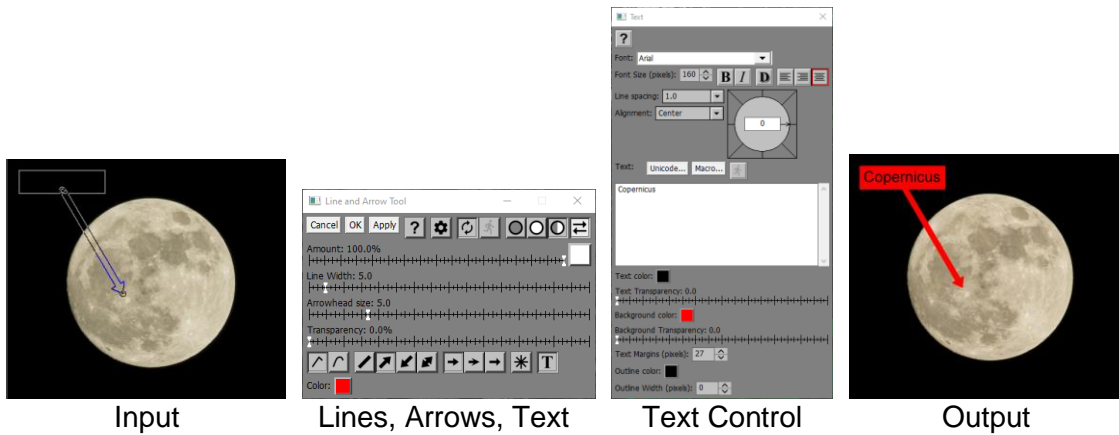 Text
?
Font: Arial
Font Size (pixels): 160 B I D
Line spacing: 1.0
Alignment: Center
0
Text: Unicode... Macro...
Copernicus
Text color:
Text Transparency: 0.0
Background color:
Background Transparency: 0.0
Text Margins (pixels): 27
Outline color:
Outline Width (pixels): 0
Line and Arrow Tool
Cancel OK Apply ?
Amount: 100.0%
Line Width: 5.0
Arrowhead size: 5.0
Transparency: 0.0%
T
Color:
Copernicus
Input Lines, Arrows, Text Text Control Output